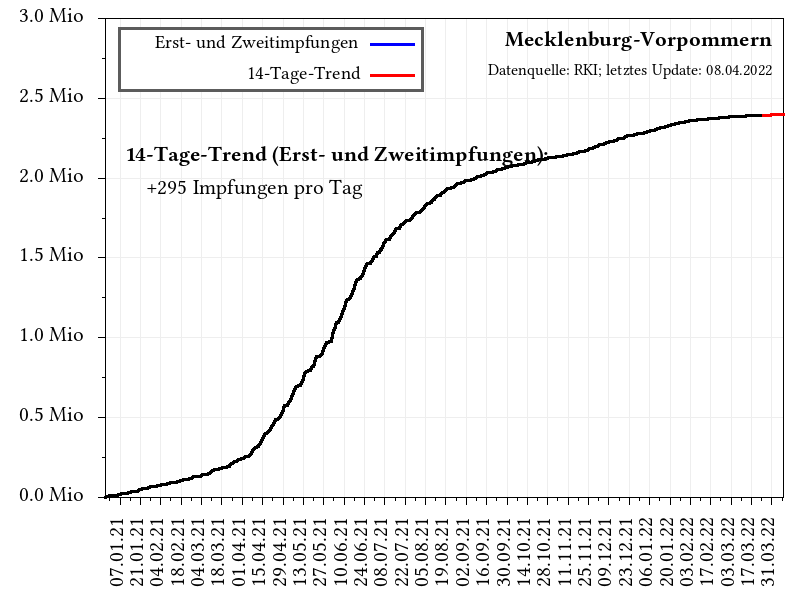 3.0 Mio
2.5 Mio
2.0 Mio
1.5 Mio
1.0 Mio
0.5 Mio
0.0 Mio
Erst- und Zweitimpfungen
14-Tage-Trend
Mecklenburg-Vorpommern
Datenquelle: RKI; letztes Update: 08.04.2022
14-Tage-Trend (Erst- und Zweitimpfungen):
+295 Impfungen pro Tag
07.01.21
21.01.21
04.02.21
18.02.21
04.03.21
18.03.21
01.04.21
15.04.21
29.04.21
13.05.21
27.05.21
10.06.21
24.06.21
08.07.21
22.07.21
05.08.21
19.08.21
02.09.21
16.09.21
30.09.21
14.10.21
28.10.21
11.11.21
25.11.21
09.12.21
23.12.21
06.01.22
20.01.22
03.02.22
17.02.22
03.03.22
17.03.22
31.03.22